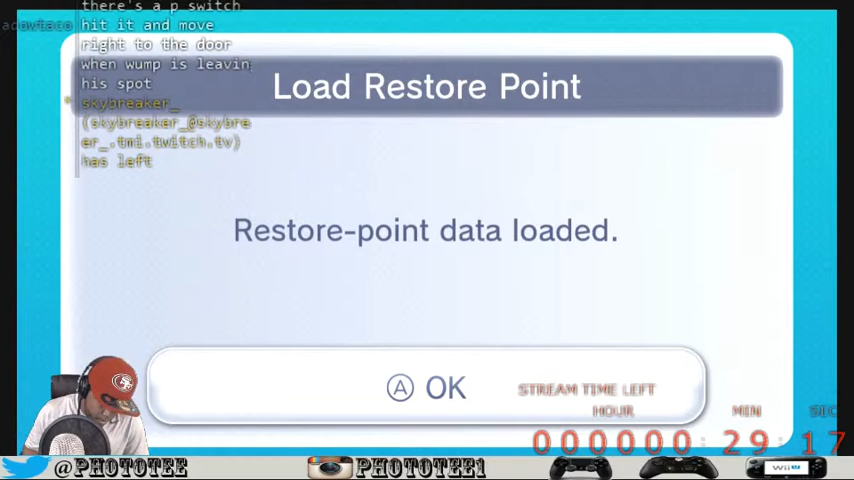 there's a p switch
hit it and move
right to the door
when wump is leavin
his spot
* skybreaker_
(skybreaker_@skybre
er_.tmi.twitch.tv)
has left
Load Restore Point
Restore-point data loaded.
A OK
STREAM TIME LEFT
HOUR MIN SEC
000000:29:17
@PHOTOTEE
PHOTOTEE1
WiiU